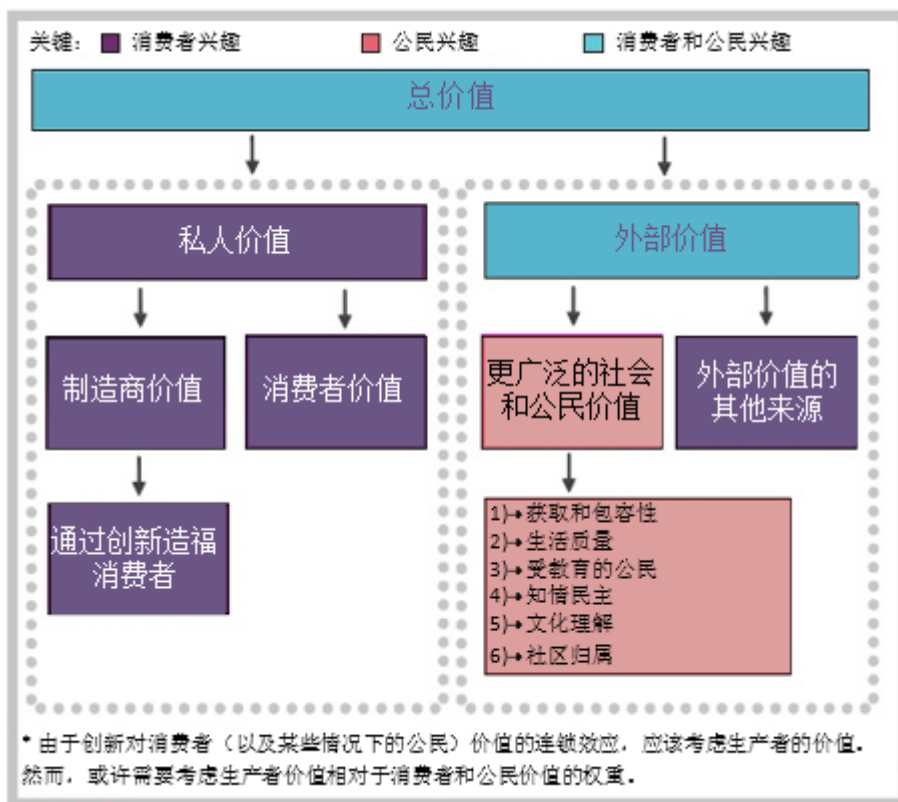 关键： 消费者兴趣 公民兴趣 消费者和公民兴趣
总价值
私人价值
外部价值
制造商价值
消费者价值
更广泛的社会
和公民价值
外部价值的
其他来源
通过创新造福
消费者
1)→获取和包容性
2)→生活质量
3)→受教育的公民
4)→知情民主
5)→文化理解
6)→社区归属
* 由于创新对消费者（以及某些情况下的公民）价值的连锁效应，应该考虑生产者的价值.
然而，或许需要考虑生产者价值相对于消费者和公民价值的权重.